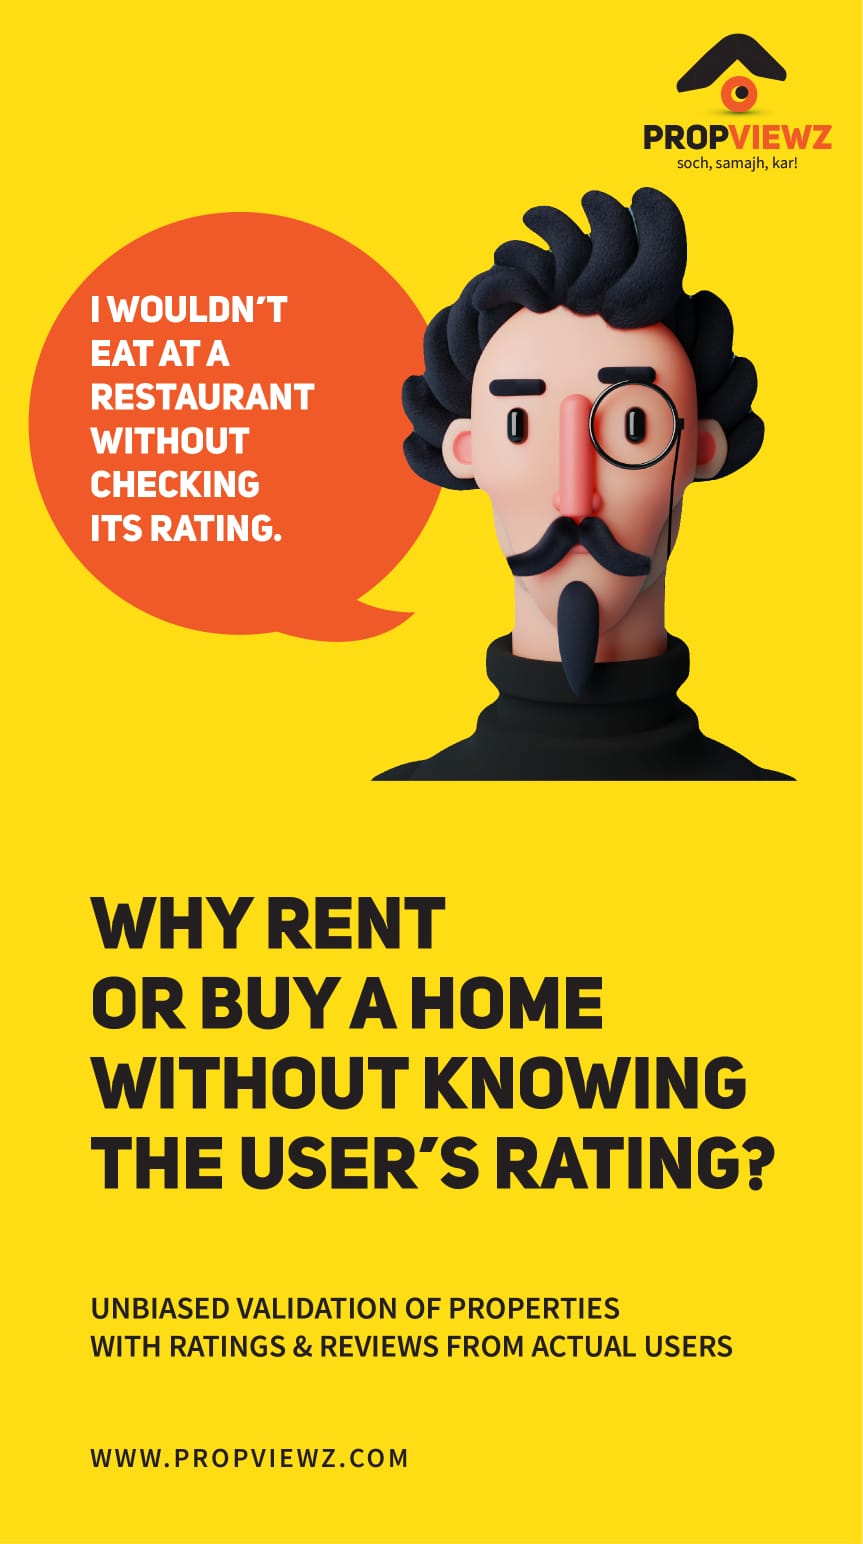 PROPVIEWZ
soch, samajh, kar!
I WOULDN'T
EAT AT A
RESTAURANT
WITHOUT
CHECKING
ITS RATING.
WHY RENT
OR BUY A HOME
WITHOUT KNOWING
THE USER'S RATING?
UNBIASED VALIDATION OF PROPERTIES
WITH RATINGS & REVIEWS FROM ACTUAL USERS
WWW.PROPVIEWZ.COM